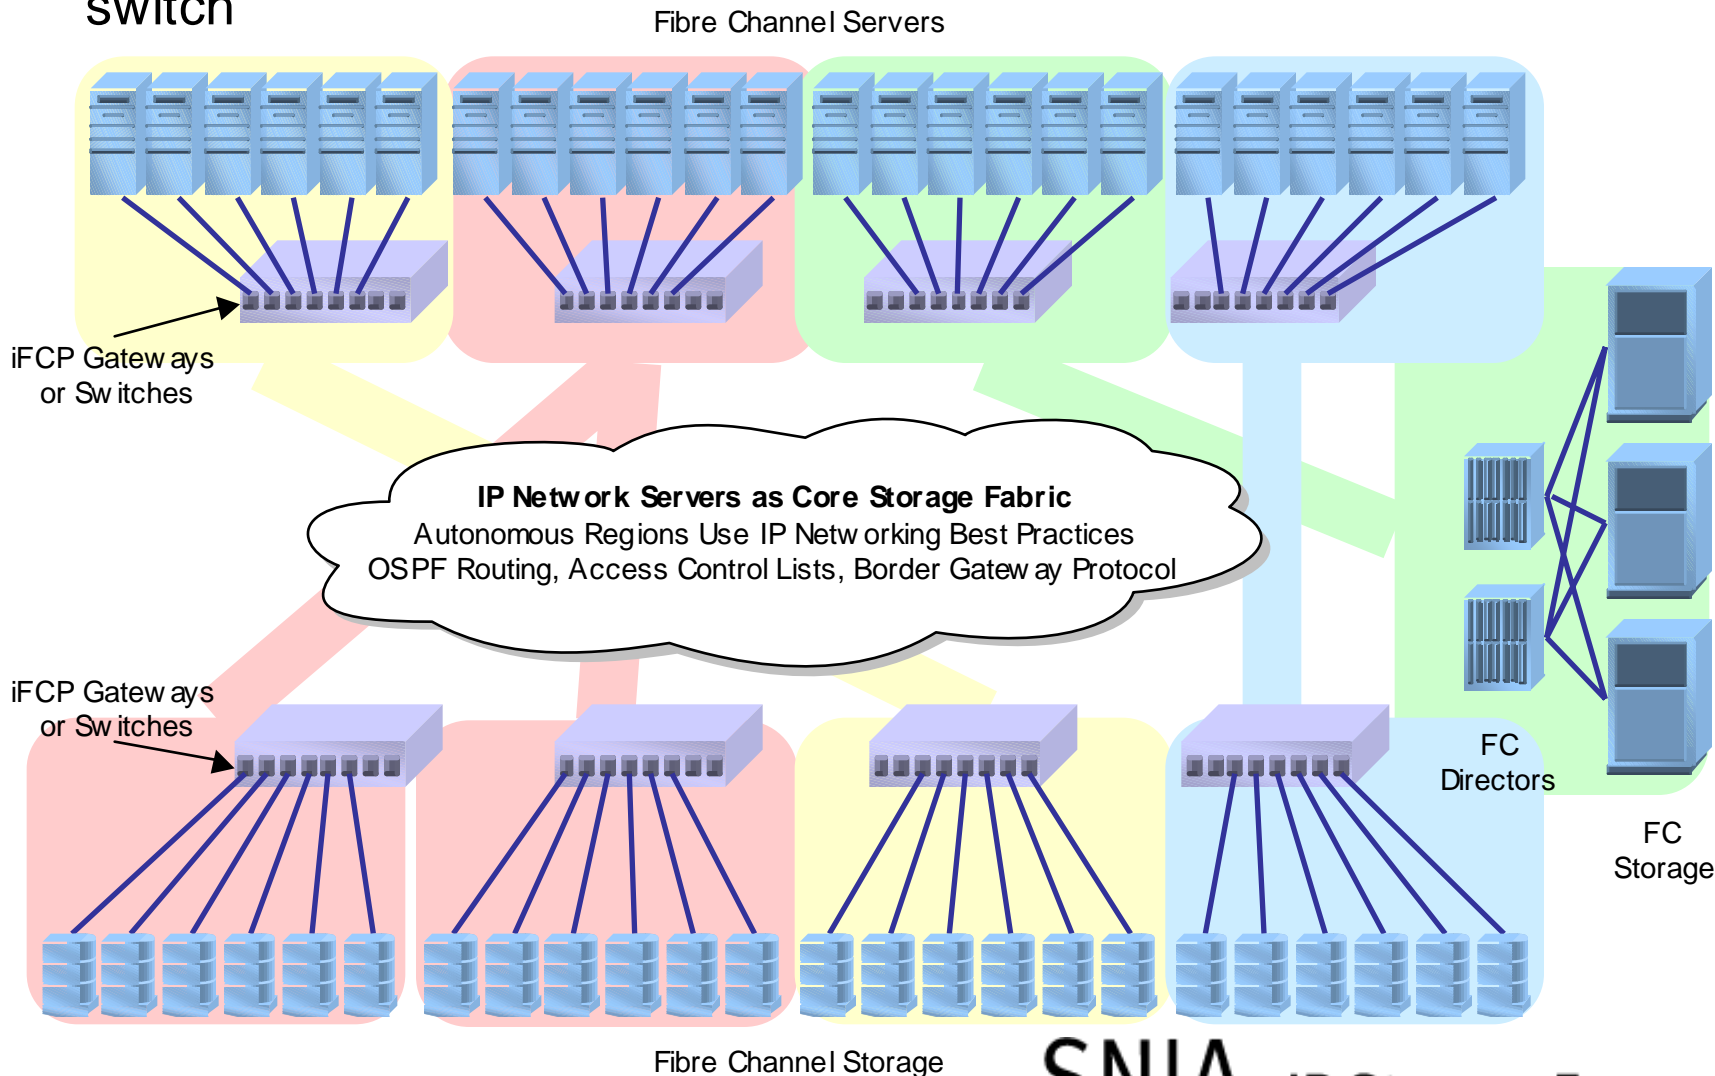 switch
Fibre Channel Servers
iFCP Gateways
or Switches
IP Network Servers as Core Storage Fabric
Autonomous Regions Use IP Networking Best Practices
OSPF Routing, Access Control Lists, Border Gateway Protocol
iFCP Gateways
or Switches
FC
Directors
FC
Storage
Fibre Channel Storage
SNIA